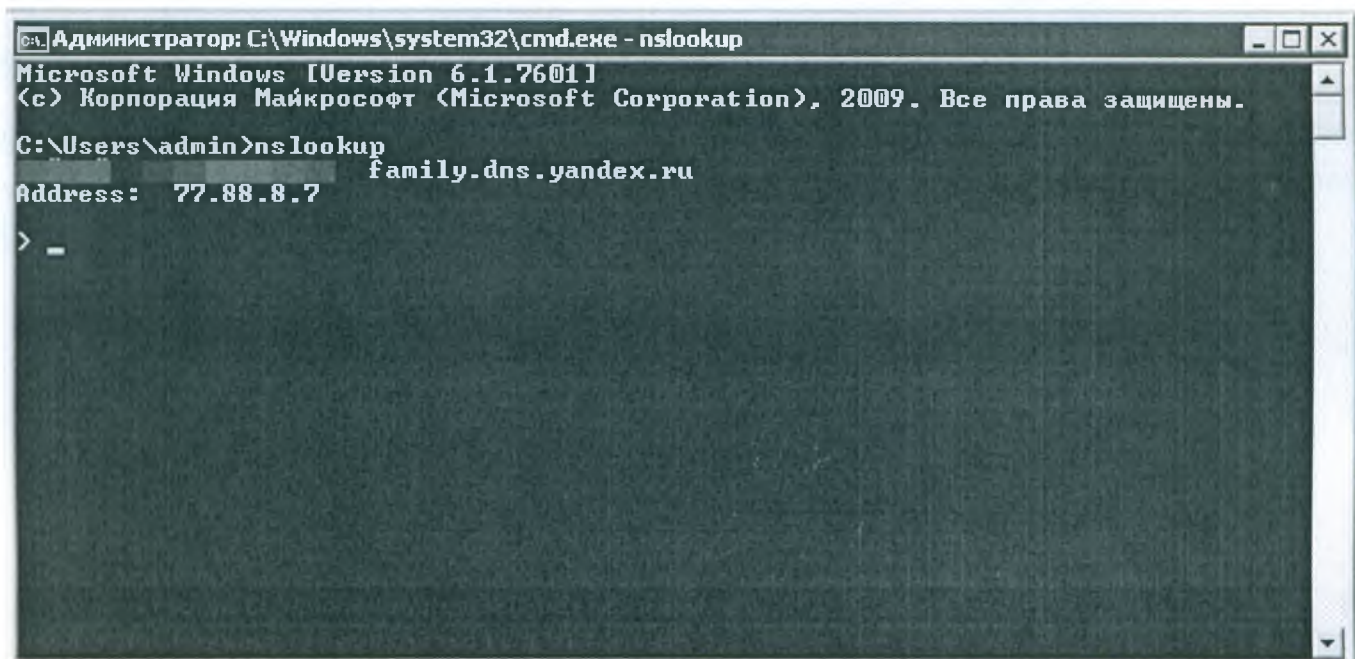 Администратор: C:\Windows\system32\cmd.exe - nslookup
Microsoft Windows [Version 6.1.7601]
(c) Корпорация Майкрософт (Microsoft Corporation), 2009. Все права защищены.
C:\Users\admin>nslookup
family.dns.yandex.ru
Address: 77.88.8.7
> _